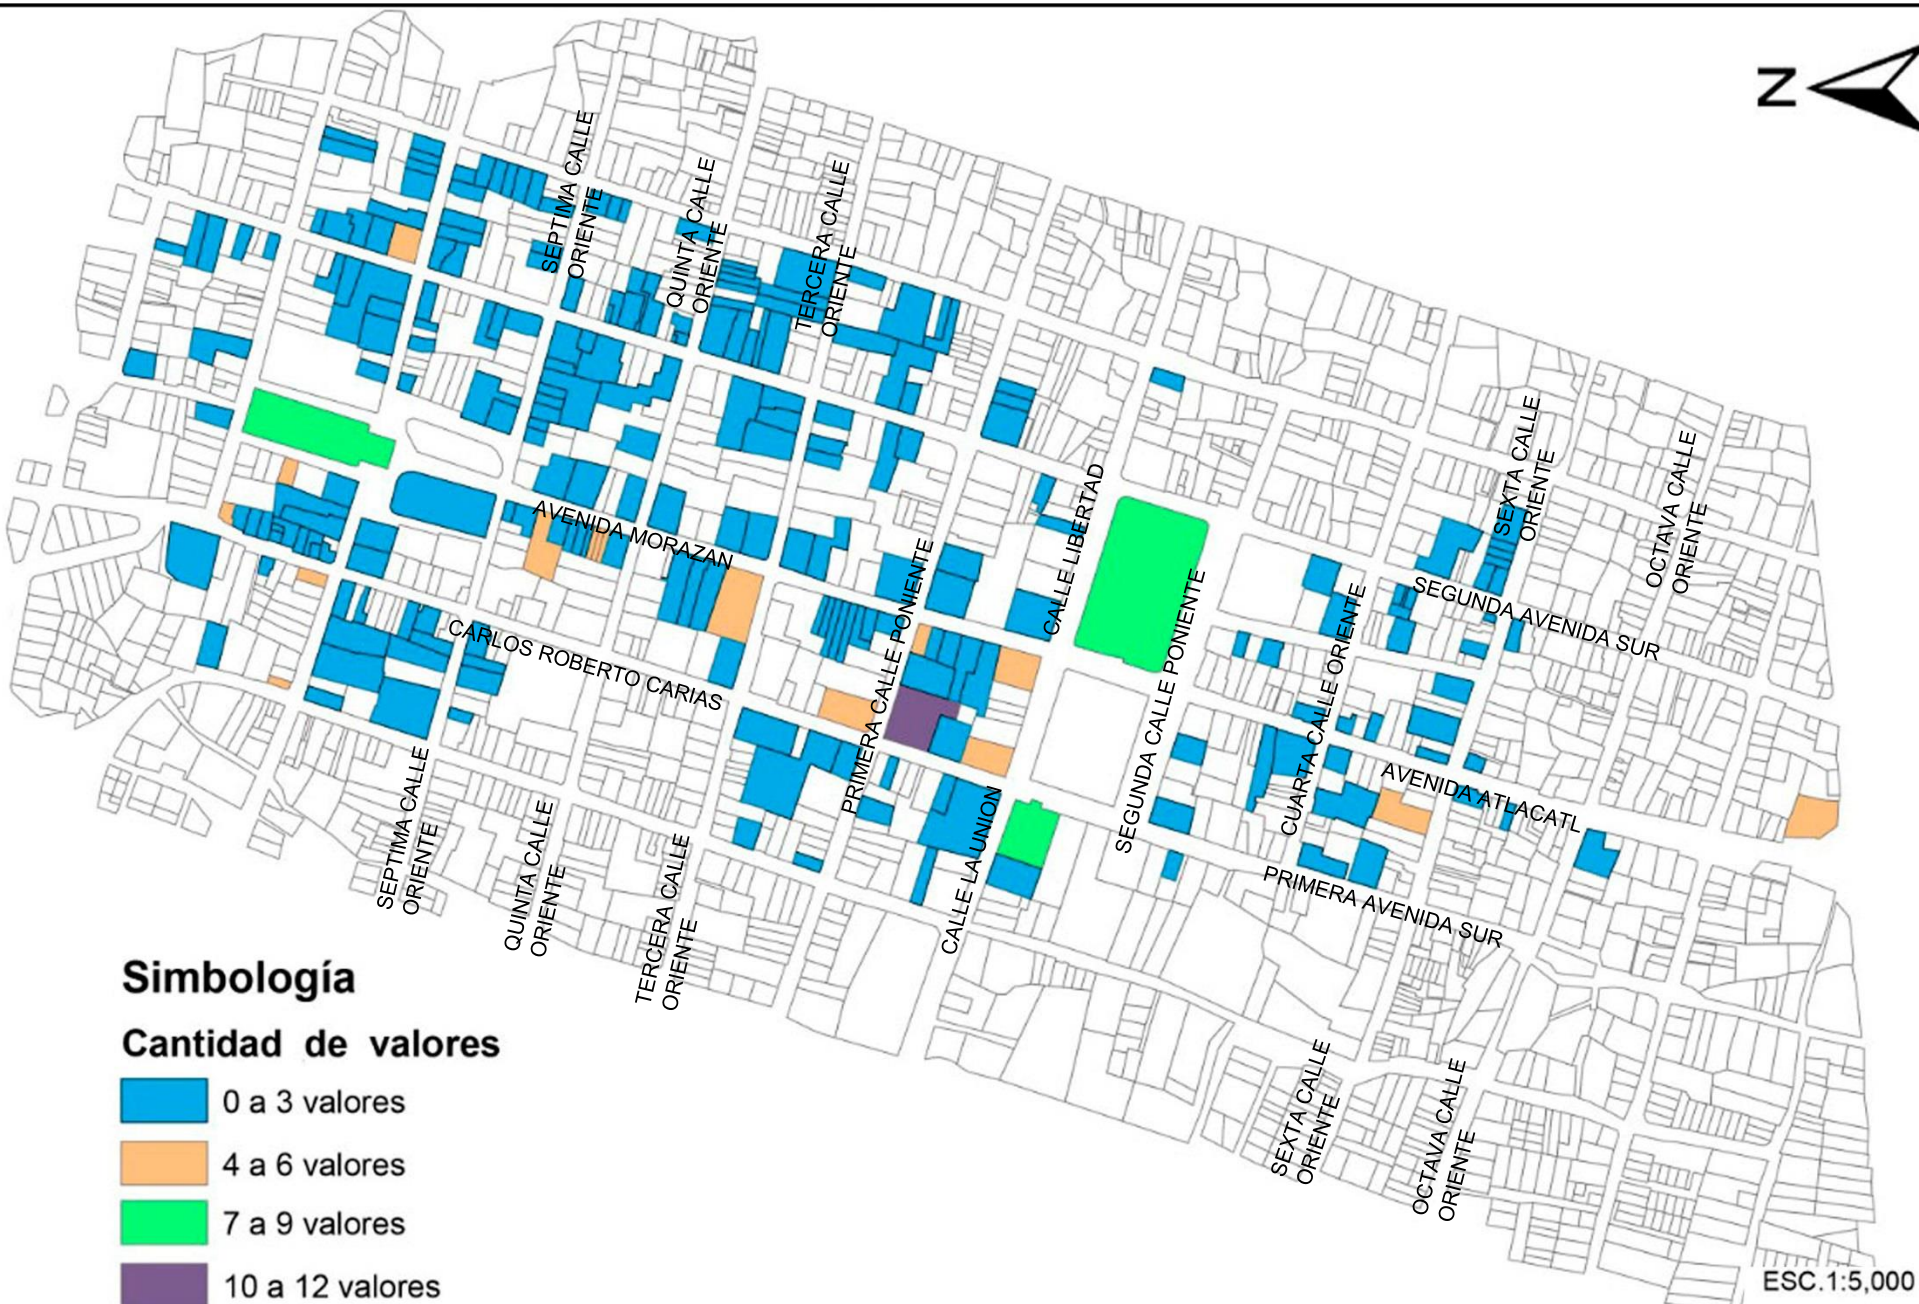 Z
SEPTIMA CALLE
ORIENTE
QUINTA CALLE
ORIENTE
TERCERA CALLE
ORIENTE
SEXTA CALLE
ORIENTE
OCTAVA CALLE
ORIENTE
AVENIDA MORAZAN
CALLE LIBERTAD
PRIMERA CALLE PONIENTE
SEGUNDA CALLE PONIENTE
CUARTA CALLE ORIENTE
SEGUNDA AVENIDA SUR
CARLOS ROBERTO CARIAS
AVENIDA ATLACATL
CALLE LA UNION
PRIMERA AVENIDA SUR
SEPTIMA CALLE
ORIENTE
QUINTA CALLE
ORIENTE
TERCERA CALLE
ORIENTE
SEXTA CALLE
ORIENTE
OCTAVA CALLE
ORIENTE
Simbología
Cantidad de valores
0 a 3 valores
4 a 6 valores
7 a 9 valores
10 a 12 valores
ESC.1:5,000